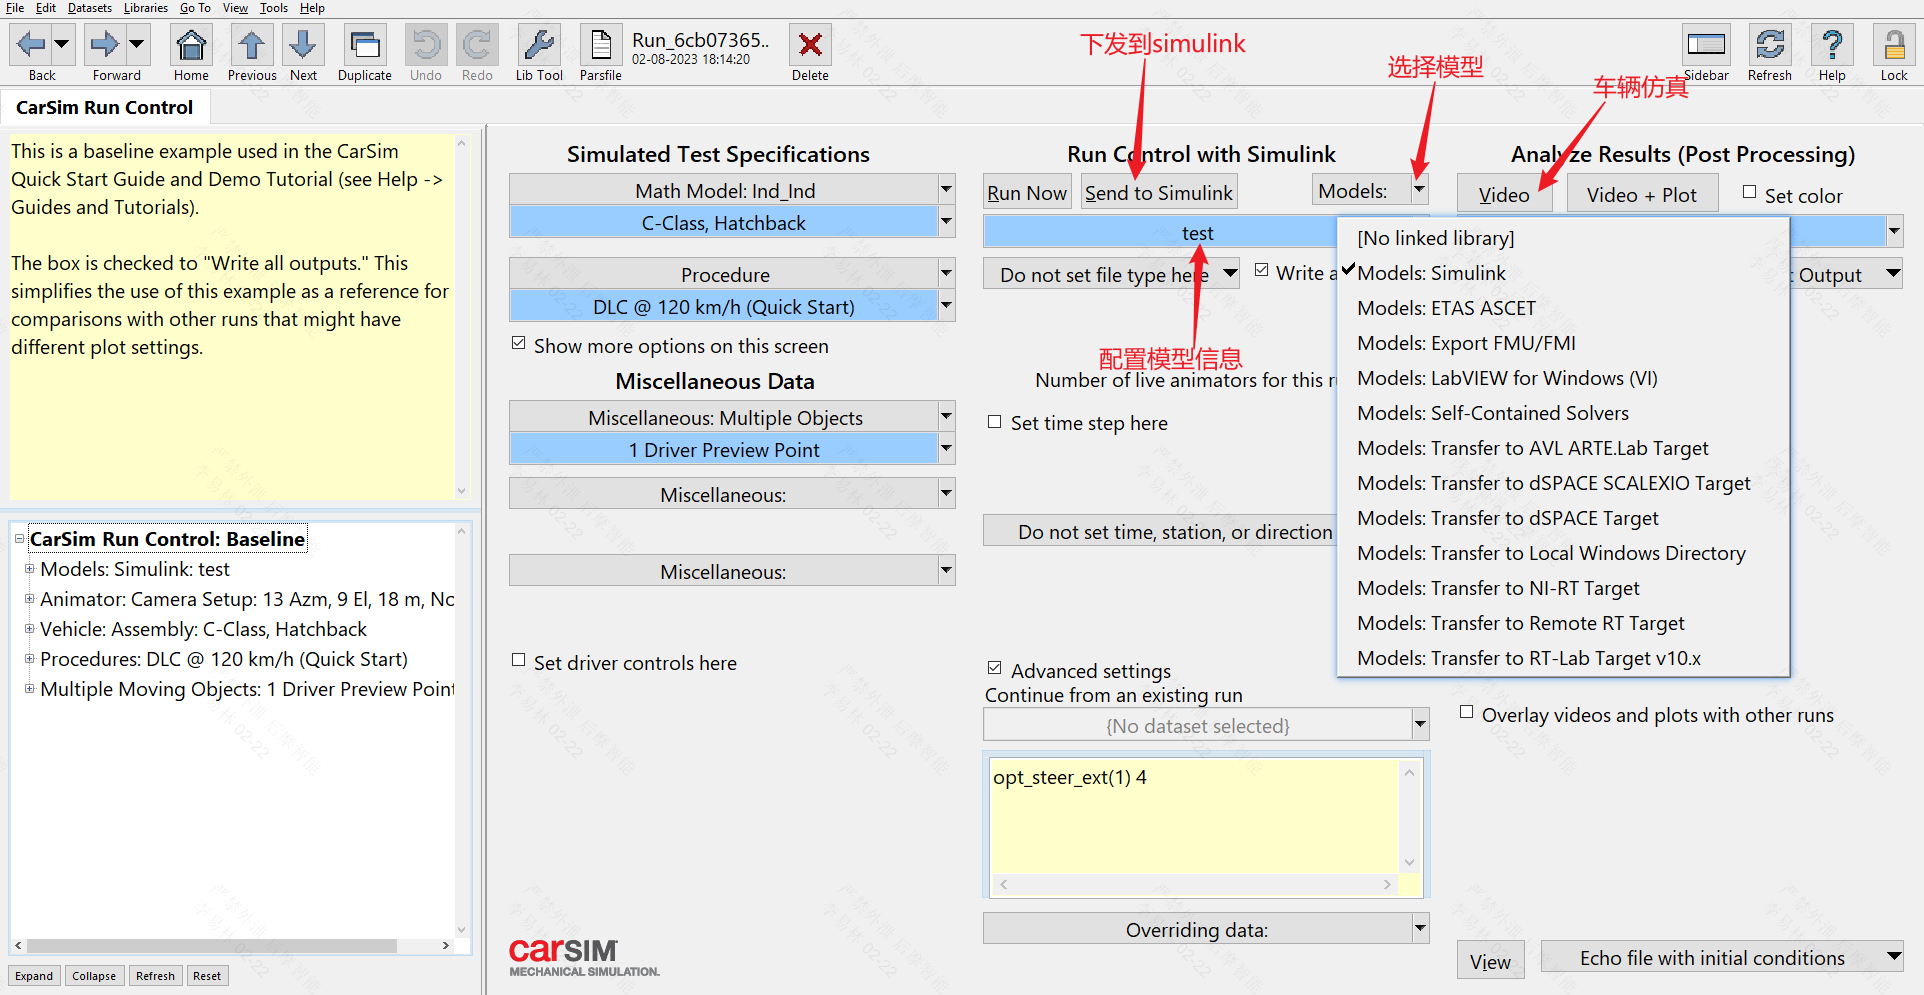 File Edit Datasets Libraries Go To View Tools Help
Back Forward Home Previous Next Duplicate Undo Redo Lib Tool Parsfile
Run_6cb07365..
02-08-2023 18:14:20
Delete
Sidebar Refresh Help Lock
下发到simulink
选择模型
车辆仿真
CarSim Run Control
This is a baseline example used in the CarSim
Quick Start Guide and Demo Tutorial (see Help ->
Guides and Tutorials).
The box is checked to "Write all outputs." This
simplifies the use of this example as a reference for
comparisons with other runs that might have
different plot settings.
CarSim Run Control: Baseline
Models: Simulink: test
Animator: Camera Setup: 13 Azm, 9 El, 18 m, No
Vehicle: Assembly: C-Class, Hatchback
Procedures: DLC @ 120 km/h (Quick Start)
Multiple Moving Objects: 1 Driver Preview Point
Expand Collapse Refresh Reset
Simulated Test Specifications
Math Model: Ind_Ind
C-Class, Hatchback
Procedure
DLC @ 120 km/h (Quick Start)
Show more options on this screen
Miscellaneous Data
Miscellaneous: Multiple Objects
1 Driver Preview Point
Miscellaneous:
Miscellaneous:
Set driver controls here
carSIM
MECHANICAL SIMULATION.
Run Control with Simulink
Run Now Send to Simulink Models:
test
Do not set file type here Write a
配置模型信息
Number of live animators for this r
Set time step here
Do not set time, station, or direction
Advanced settings
Continue from an existing run
{No dataset selected}
opt_steer_ext(1) 4
Overriding data:
Analyze Results (Post Processing)
Video Video + Plot Set color
[No linked library]
Models: Simulink
Models: ETAS ASCET
Models: Export FMU/FMI
Models: LabVIEW for Windows (VI)
Models: Self-Contained Solvers
Models: Transfer to AVL ARTE.Lab Target
Models: Transfer to dSPACE SCALEXIO Target
Models: Transfer to dSPACE Target
Models: Transfer to Local Windows Directory
Models: Transfer to NI-RT Target
Models: Transfer to Remote RT Target
Models: Transfer to RT-Lab Target v10.x
t Output
Overlay videos and plots with other runs
View Echo file with initial conditions
严禁外泄 后摩智能
李易林 02-22